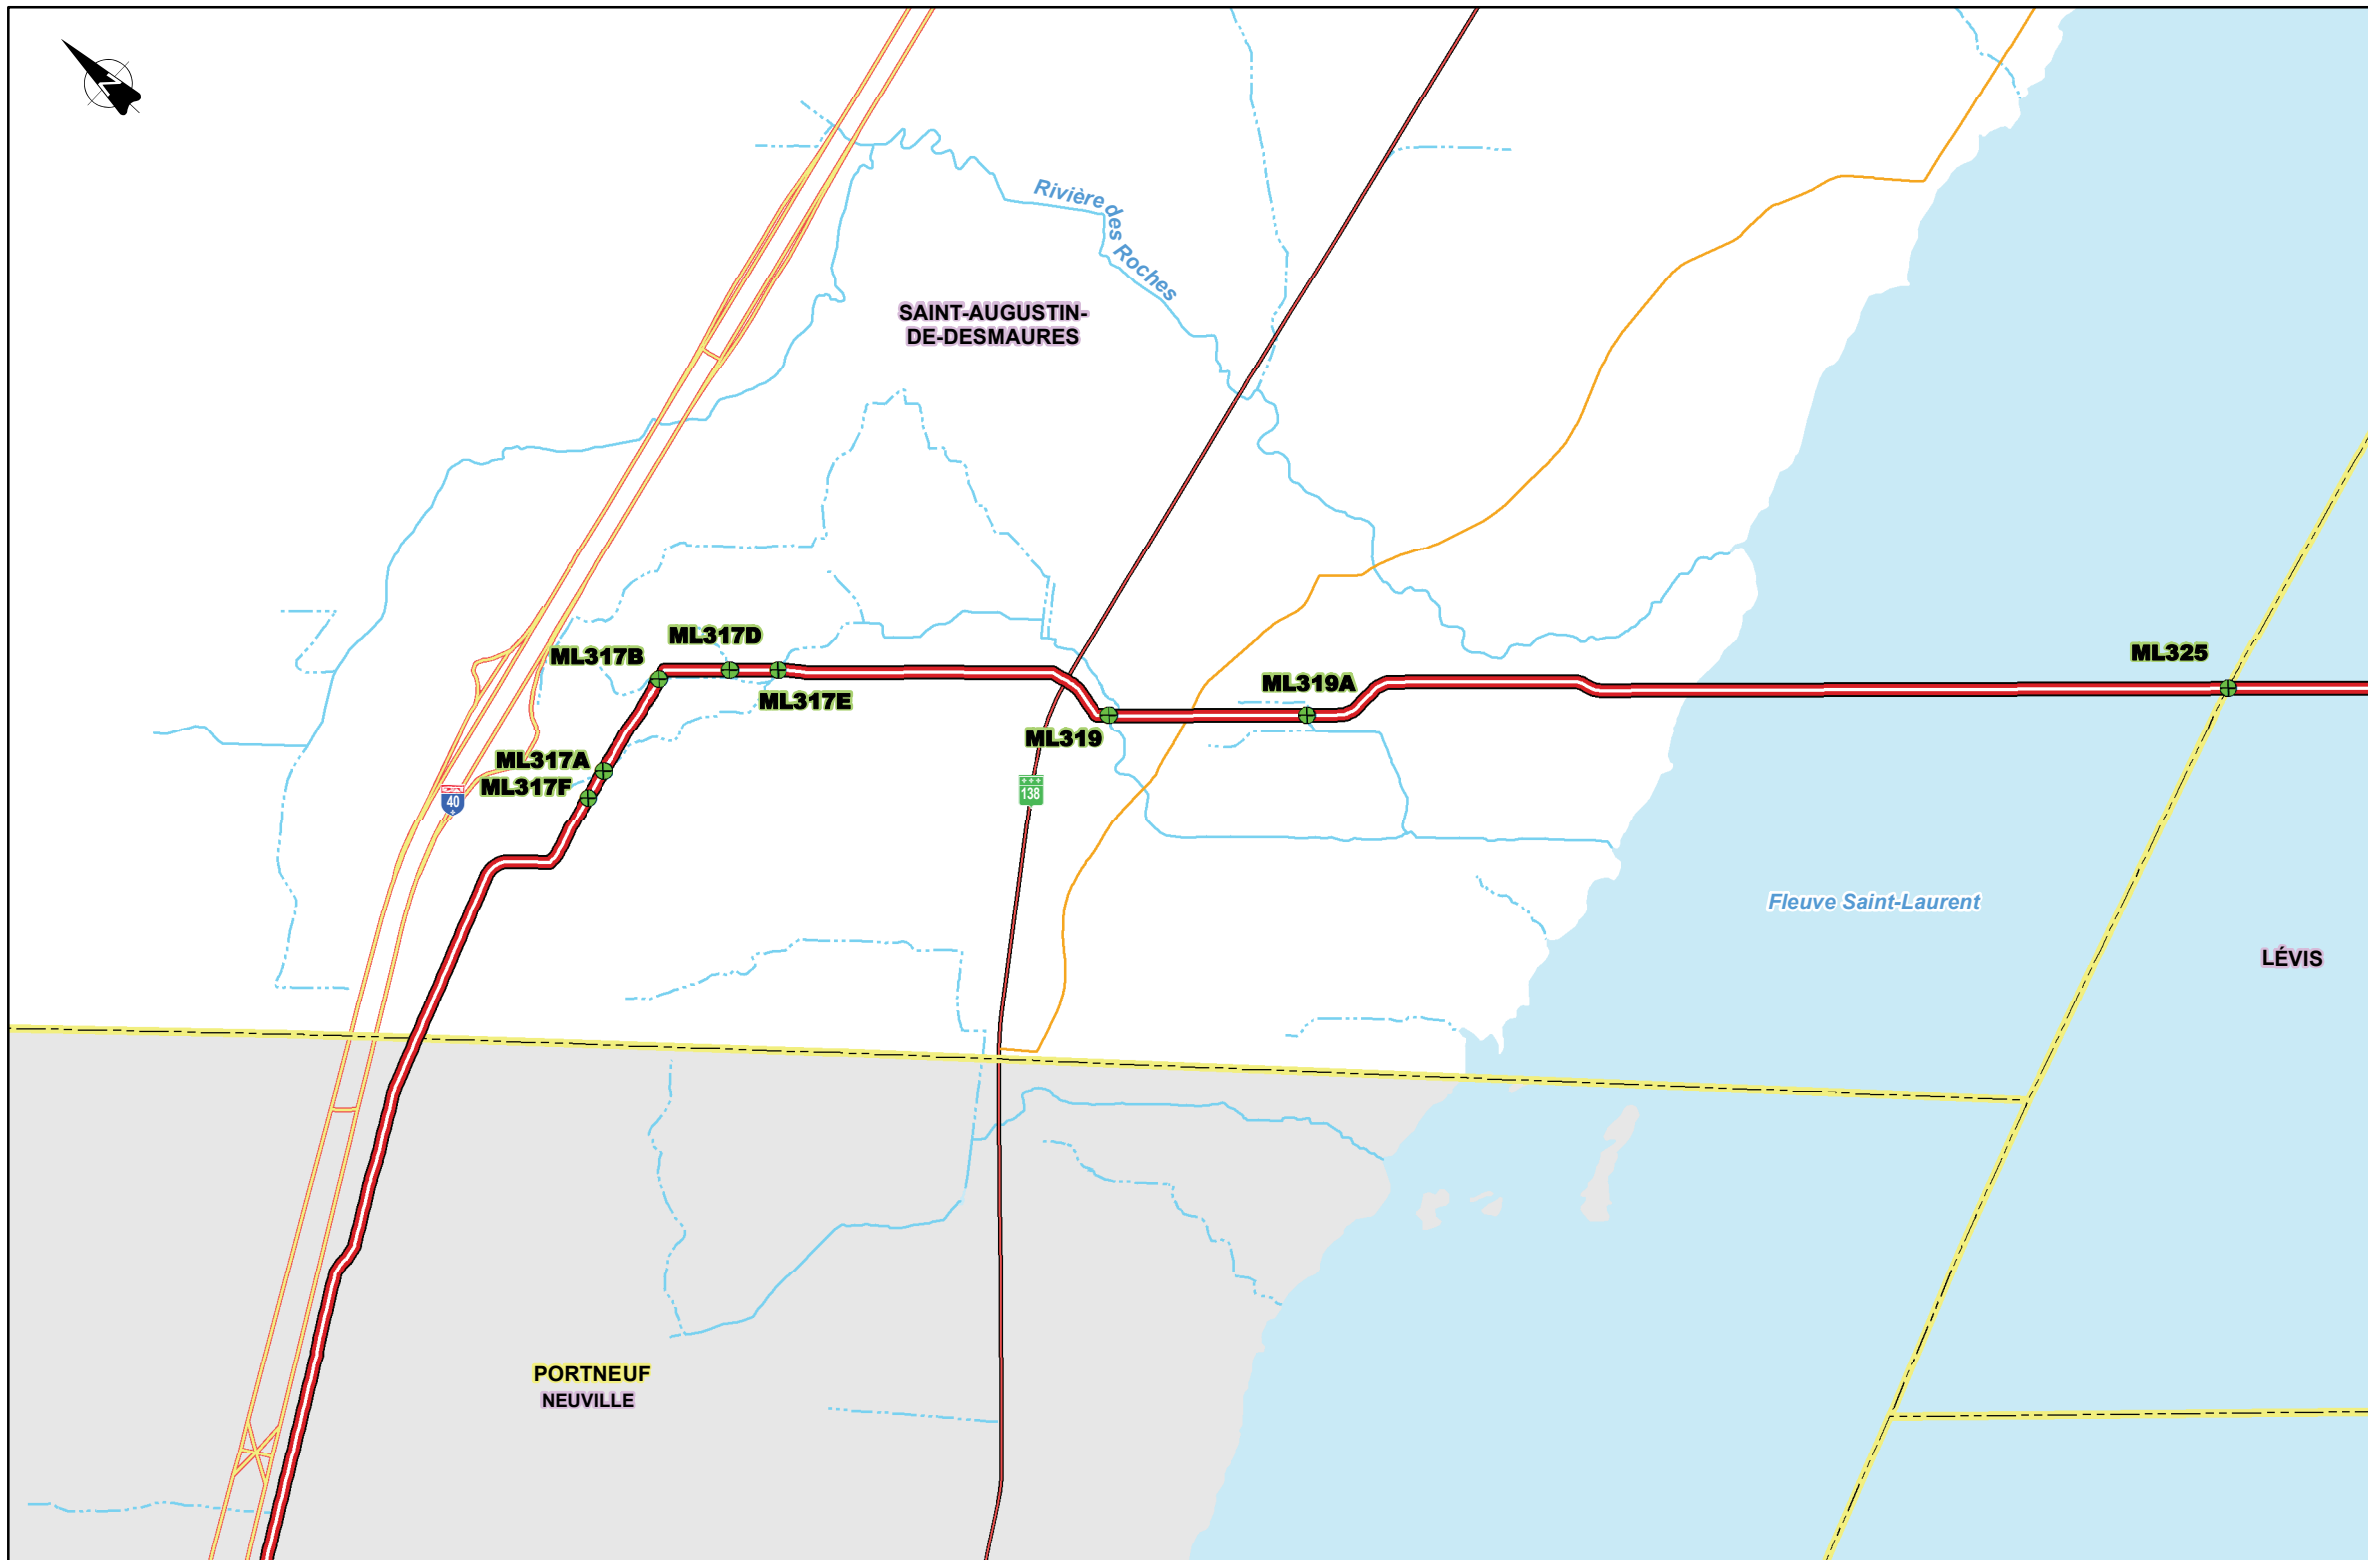 N
Rivière des Roches
SAINT-AUGUSTIN-
DE-DESMAURES
ML317D
ML317B
ML317E
ML319A
ML325
ML319
ML317A
ML317F
40
138
Fleuve Saint-Laurent
LÉVIS
PORTNEUF
NEUVILLE